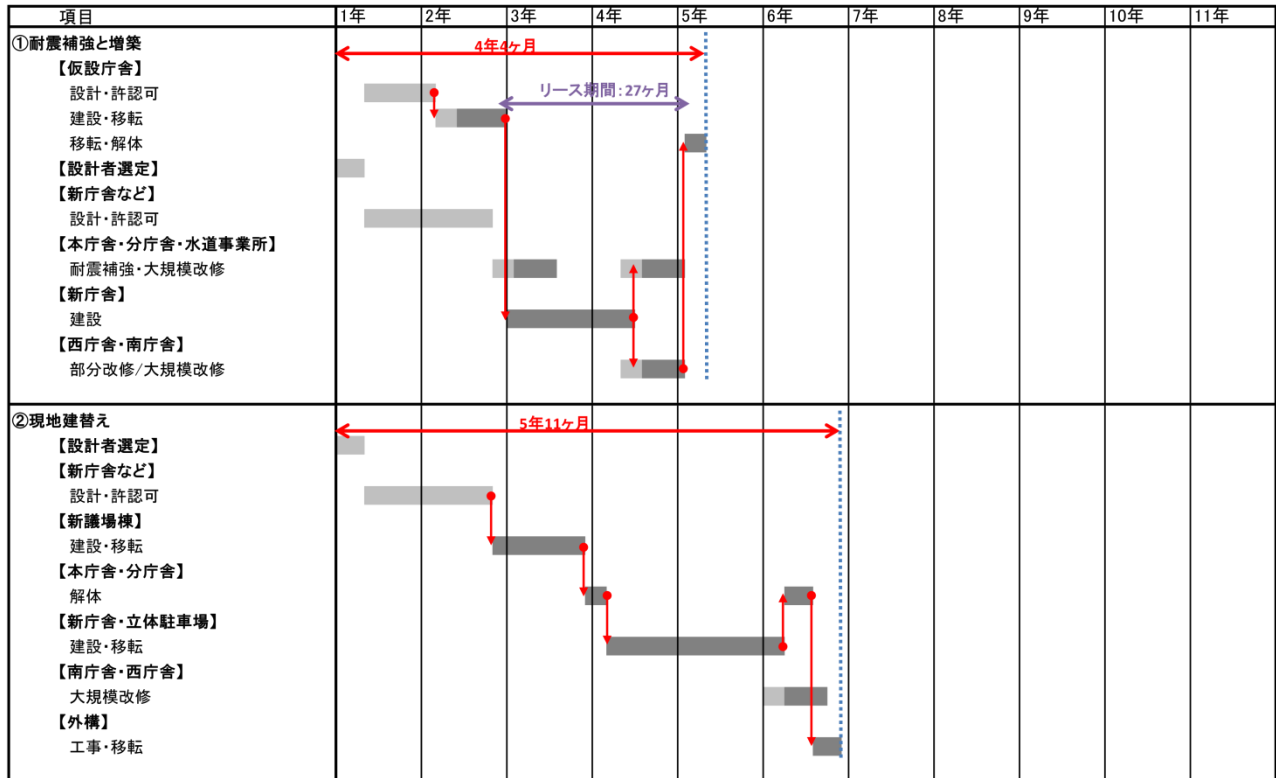 項目 1年 2年 3年 4年 5年 6年 7年 8年 9年 10年 11年
①耐震補強と増築
4年4ヶ月
【仮設庁舎】
設計・許認可
リース期間：27ヶ月
建設・移転
移転・解体
【設計者選定】
【新庁舎など】
設計・許認可
【本庁舎・分庁舎・水道事業所】
耐震補強・大規模改修
【新庁舎】
建設
【西庁舎・南庁舎】
部分改修/大規模改修
②現地建替え
5年11ヶ月
【設計者選定】
【新庁舎など】
設計・許認可
【新議場棟】
建設・移転
【本庁舎・分庁舎】
解体
【新庁舎・立体駐車場】
建設・移転
【南庁舎・西庁舎】
大規模改修
【外構】
工事・移転